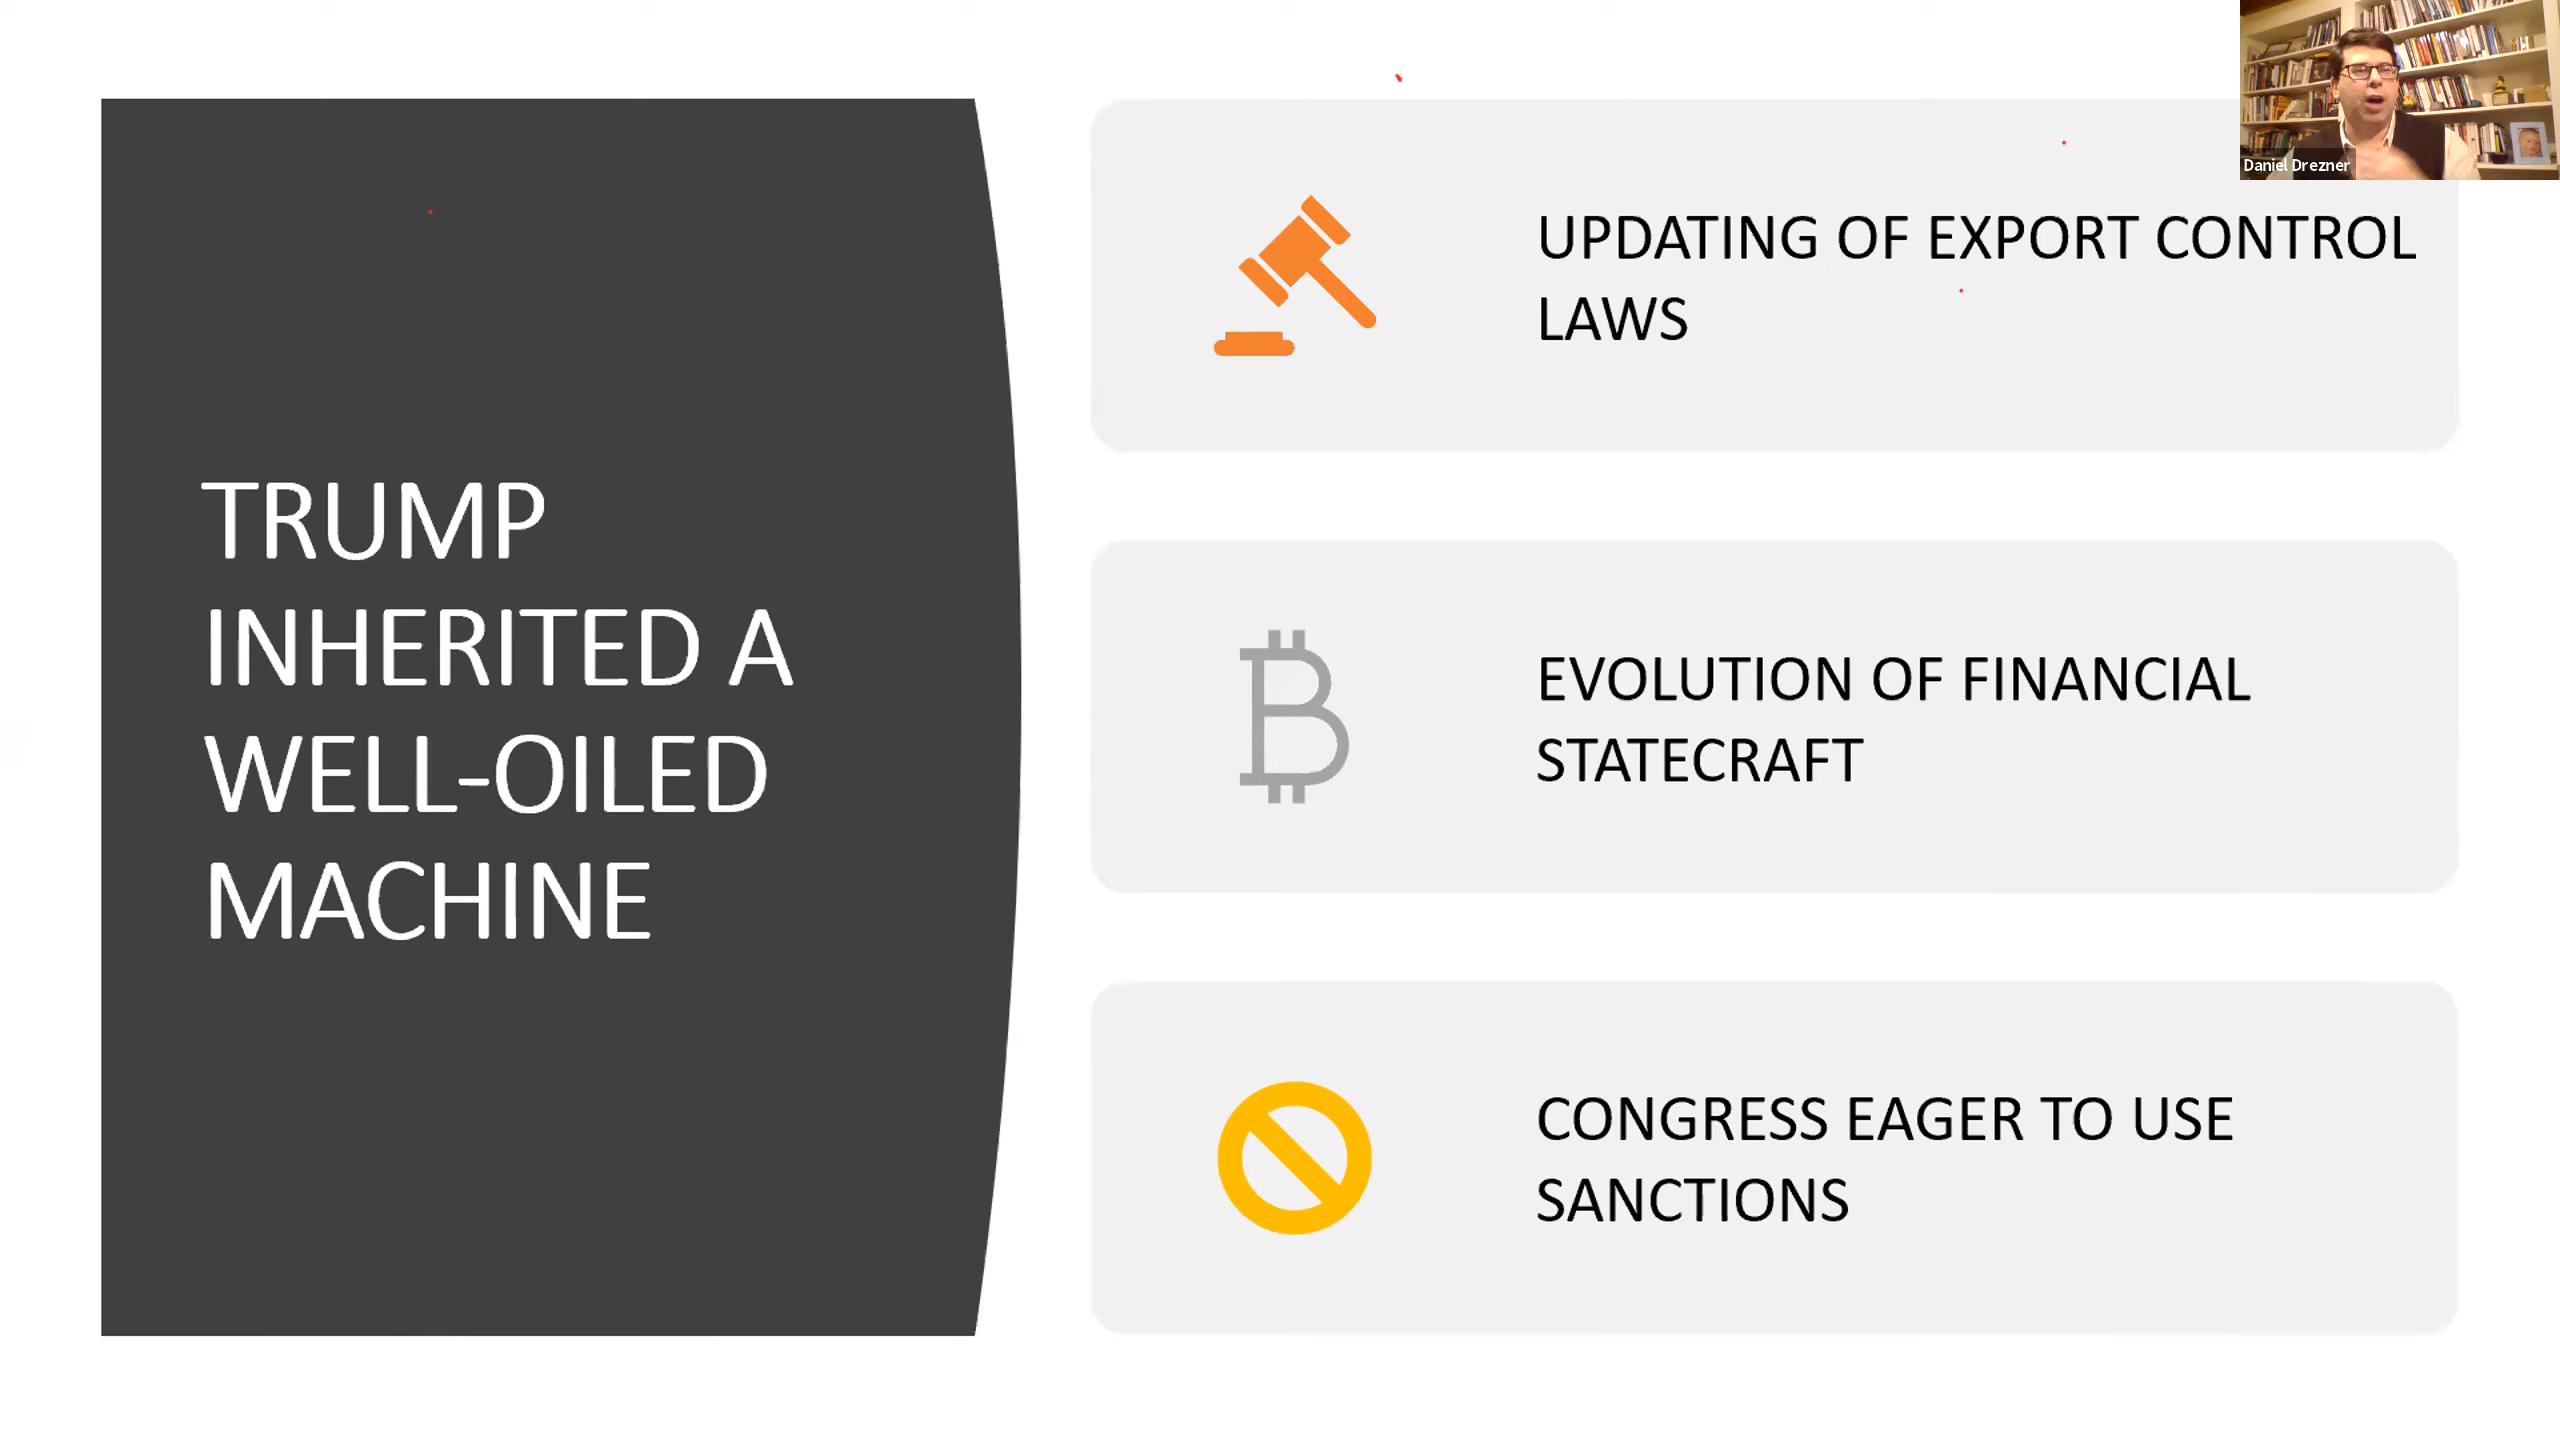 TRUMP
INHERITED A
WELL-OILED
MACHINE
UPDATING OF EXPORT CONTROL
LAWS
EVOLUTION OF FINANCIAL
STATECRAFT
CONGRESS EAGER TO USE
SANCTIONS
Daniel Drezner